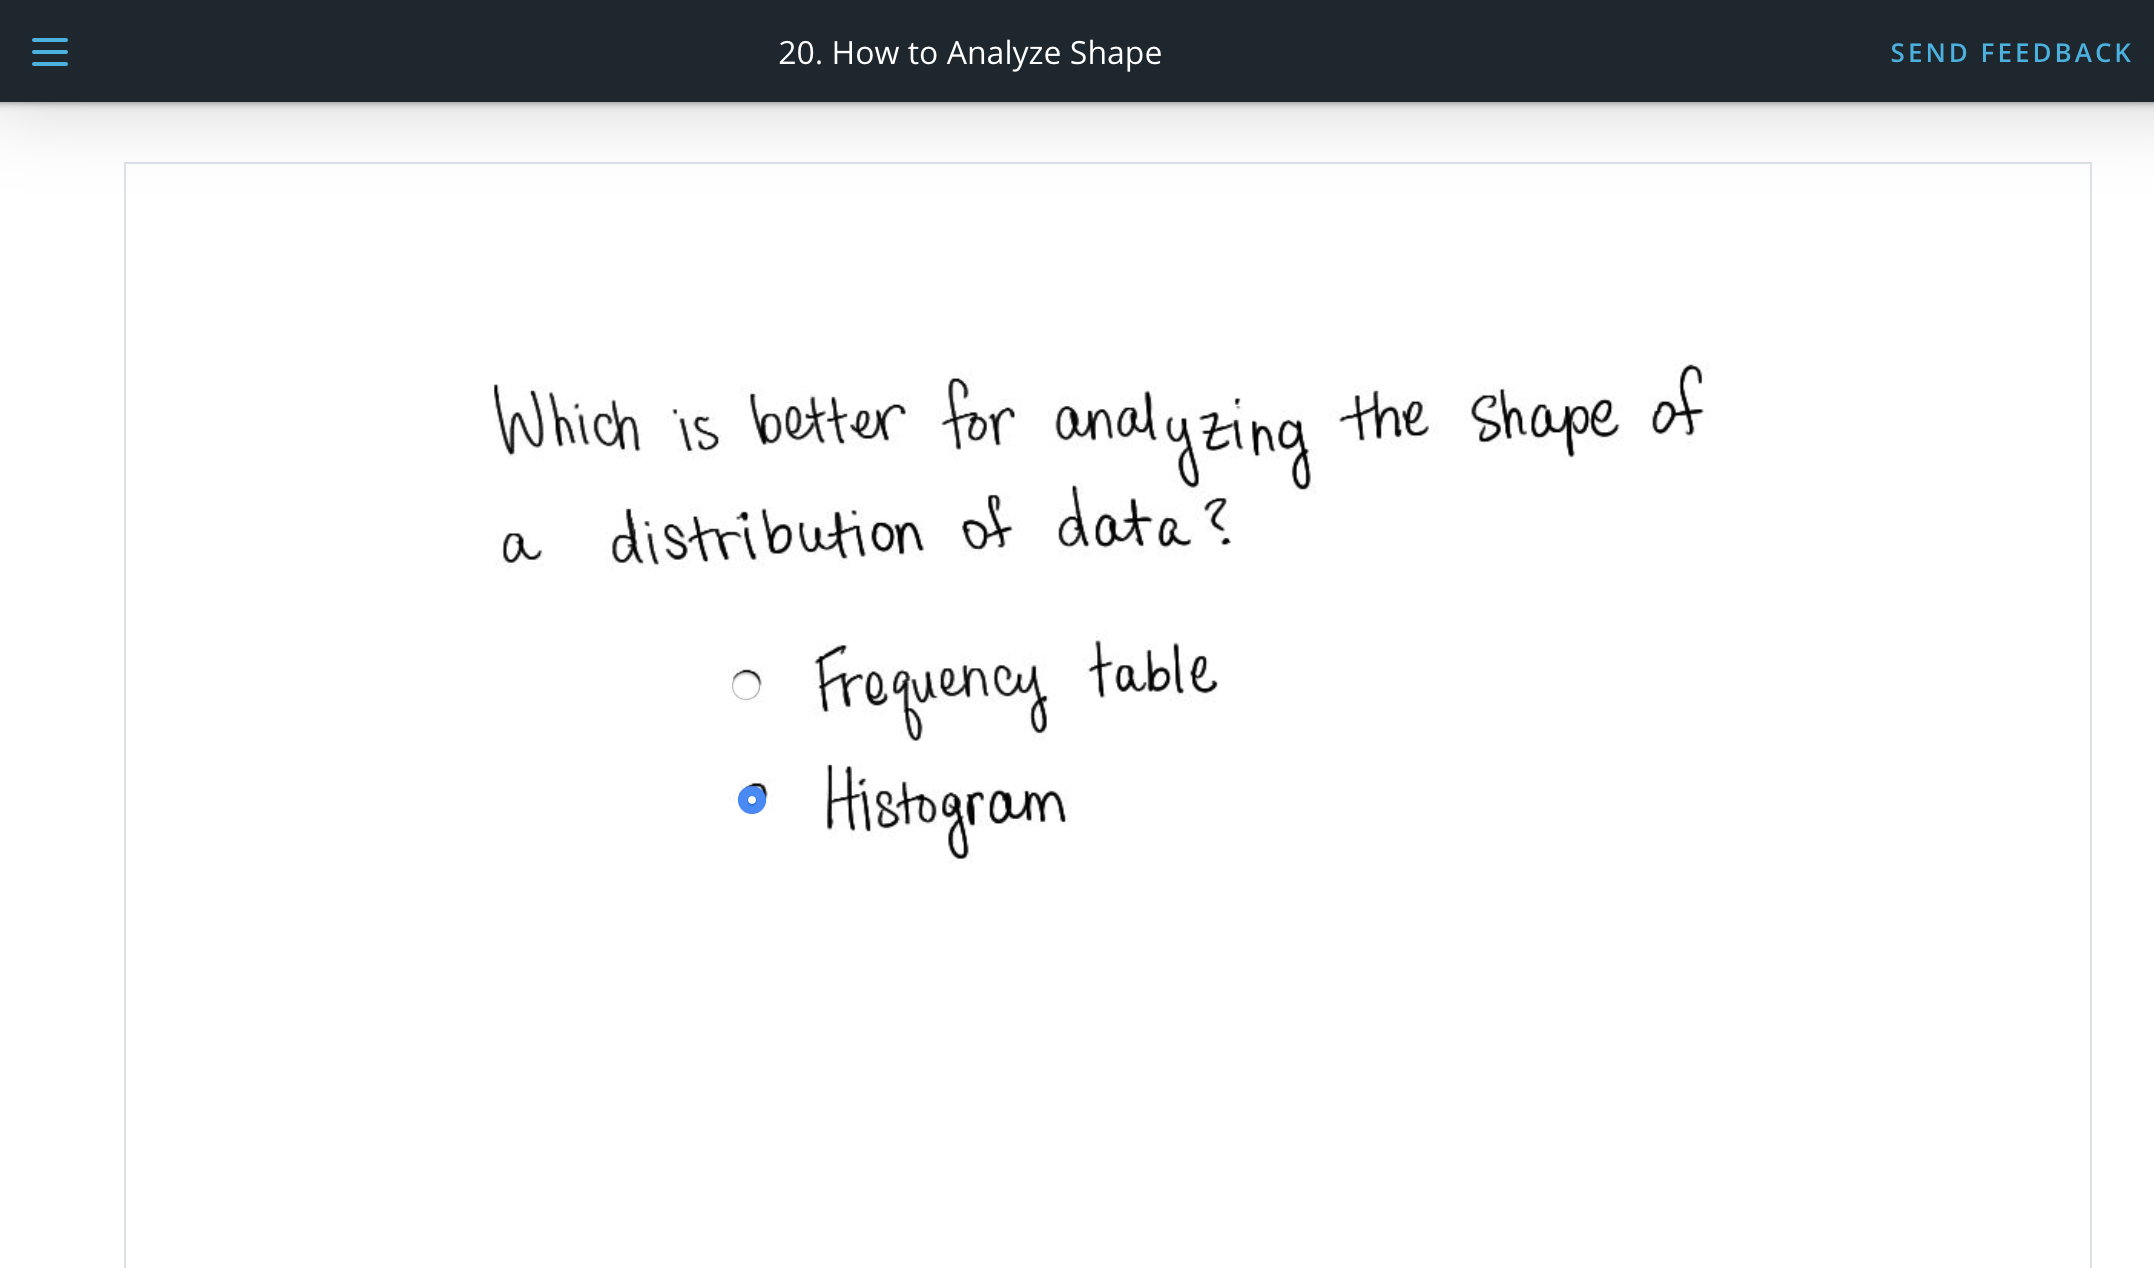 20. How to Analyze Shape
SEND FEEDBACK
Which is better for analyzing the shape of
a distribution of data?
Frequency table
Histogram